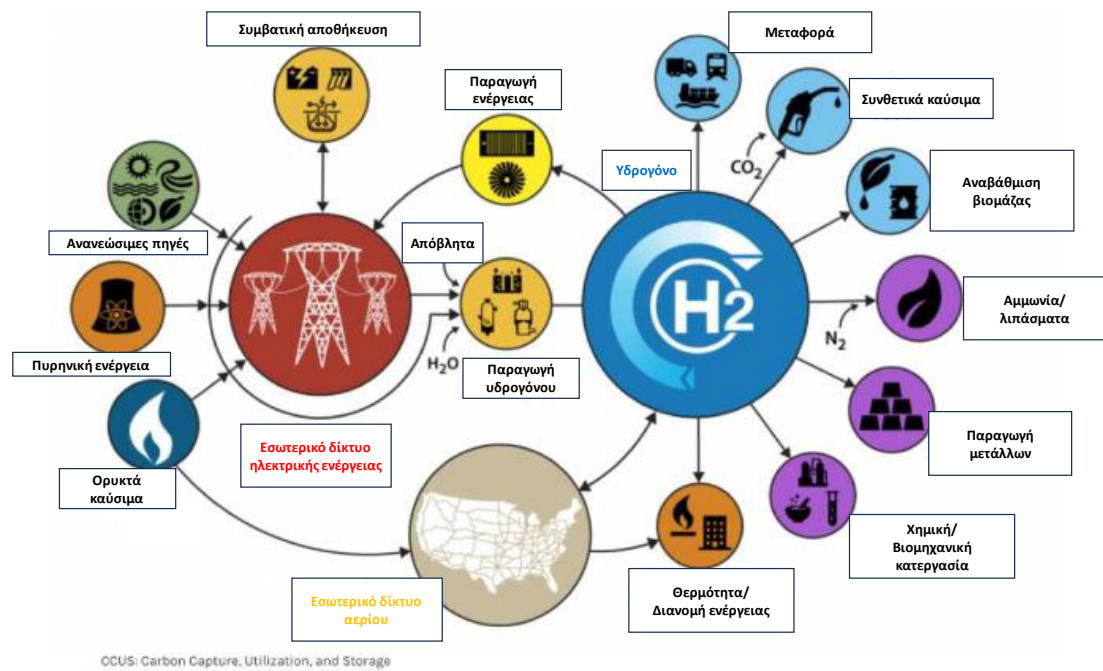 Συμβατική αποθήκευση
Μεταφορά
Παραγωγή
ενέργειας
Συνθετικά καύσιμα
CO2
Υδρογόνο
Αναβάθμιση
βιομάζας
Ανανεώσιμες πηγές
Απόβλητα
H2
Αμμωνία/
λιπάσματα
N2
H2O
Πυρηνική ενέργεια
Παραγωγή
υδρογόνου
Εσωτερικό δίκτυο
ηλεκτρικής ενέργειας
Παραγωγή
μετάλλων
Ορυκτά
καύσιμα
Χημική/
Βιομηχανική
κατεργασία
Εσωτερικό δίκτυο
αερίου
Θερμότητα/
Διανομή ενέργειας
CCUS: Carbon Capture, Utilization, and Storage